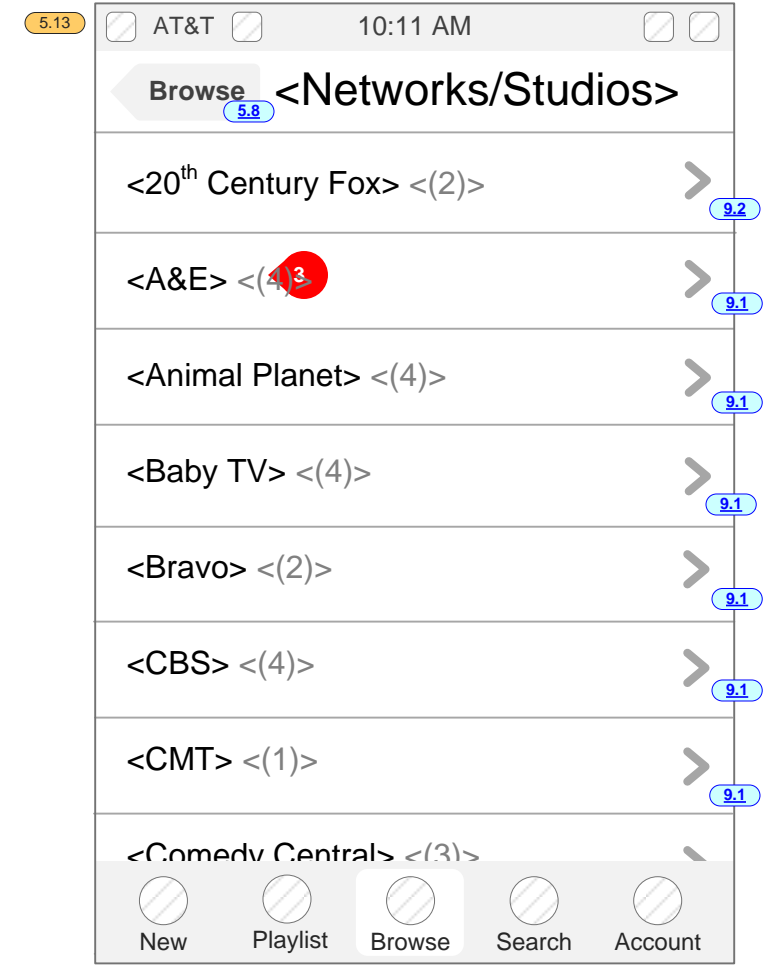 5.13
AT&T 10:11 AM
Browse <Networks/Studios>
5.8
<20th Century Fox> <(2)>
9.2
<A&E> <(4)>
3
9.1
<Animal Planet> <(4)>
9.1
<Baby TV> <(4)>
9.1
<Bravo> <(2)>
9.1
<CBS> <(4)>
9.1
<CMT> <(1)>
9.1
<Comedy Central> <(3)>
New Playlist Browse Search Account